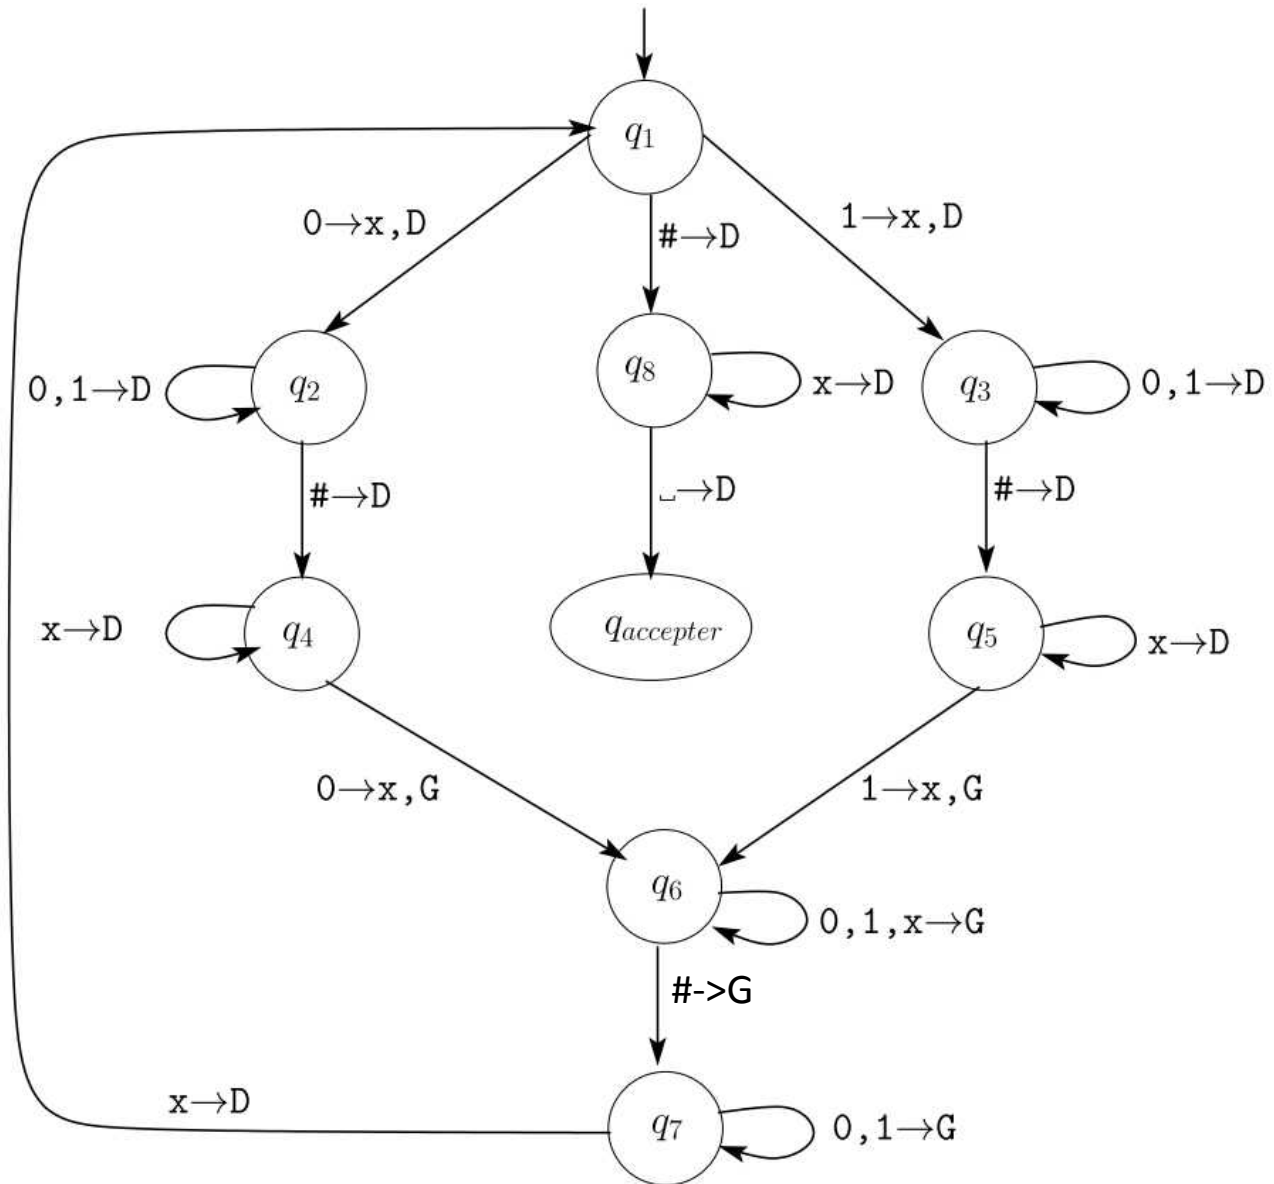 q1
0→x,D
#→D
1→x,D
q2
q8
q3
0,1→D
x→D
0,1→D
#→D
␣→D
#→D
x→D
q4
qaccepter
q5
x→D
0→x,G
1→x,G
q6
0,1,x→G
#->G
x→D
q7
0,1→G